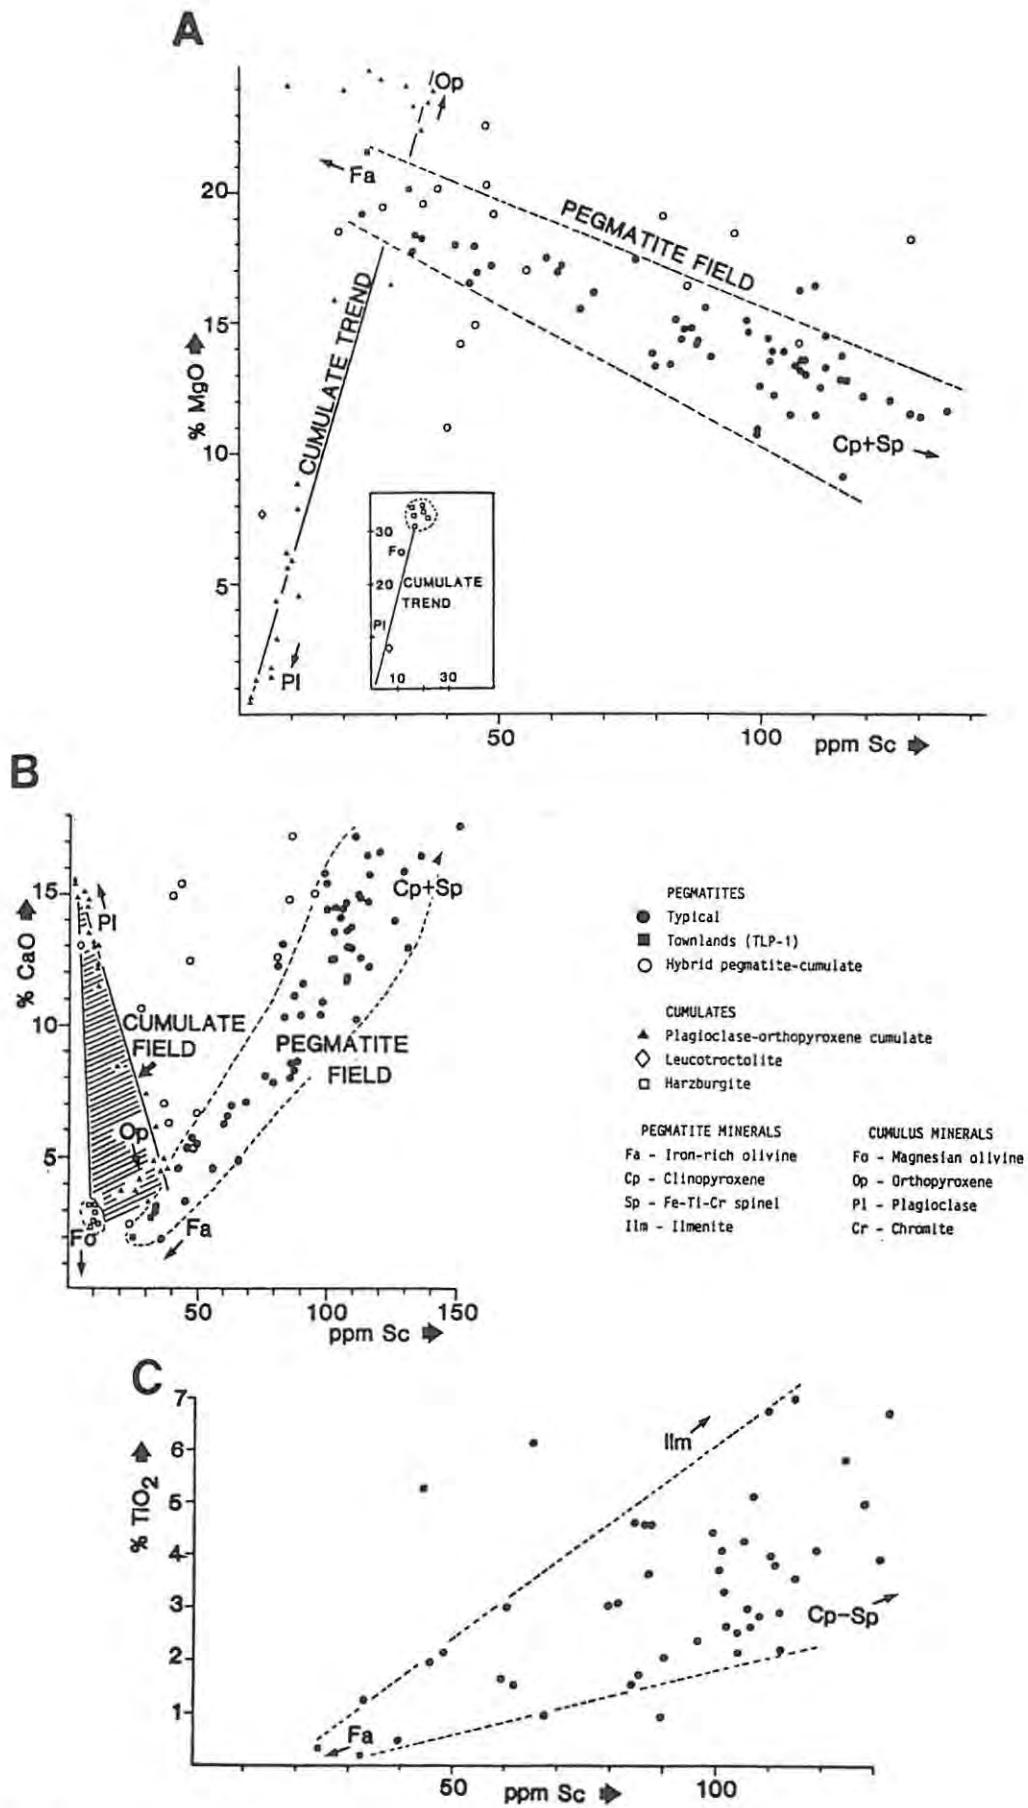 A
Op
Fa
20
PEGMATITE FIELD
15
% MgO
CUMULATE TREND
10
Cp+Sp
5
30
Fo
20
CUMULATE
TREND
Pl
10 30
Pl
50
100
ppm Sc
B
15
Pl
Cp+Sp
% CaO
10
CUMULATE
FIELD
PEGMATITE
FIELD
Op
5
Fo
Fa
50
100
150
ppm Sc
PEGMATITES
Typical
Townlands (TLP-1)
Hybrid pegmatite-cumulate
CUMULATES
Plagioclase-orthopyroxene cumulate
Leucotroctolite
Harzburgite
PEGMATITE MINERALS
Fa - Iron-rich olivine
Cp - Clinopyroxene
Sp - Fe-Ti-Cr spinel
Ilm - Ilmenite
CUMULUS MINERALS
Fo - Magnesian olivine
Op - Orthopyroxene
Pl - Plagioclase
Cr - Chromite
C
7
Ilm
6
% TiO2
5
4
3
Cp-Sp
2
1
Fa
50
100
ppm Sc